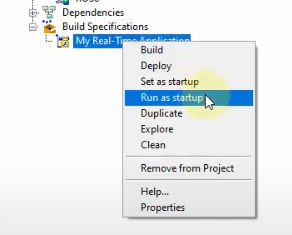 Dependencies
Build Specifications
My Real-Time Application
Build
Deploy
Set as startup
Run as startup
Duplicate
Explore
Clean
Remove from Project
Help...
Properties